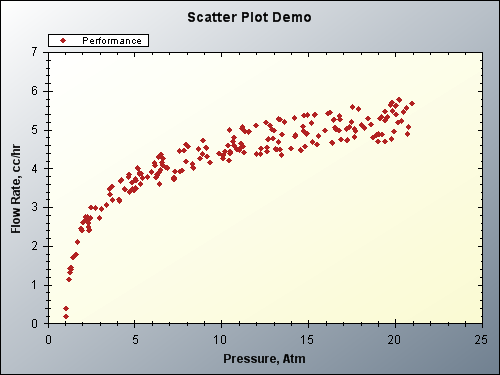 Scatter Plot Demo
Performance
7
6
5
4
3
2
1
0
0 5 10 15 20 25
Flow Rate, cc/hr
Pressure, Atm